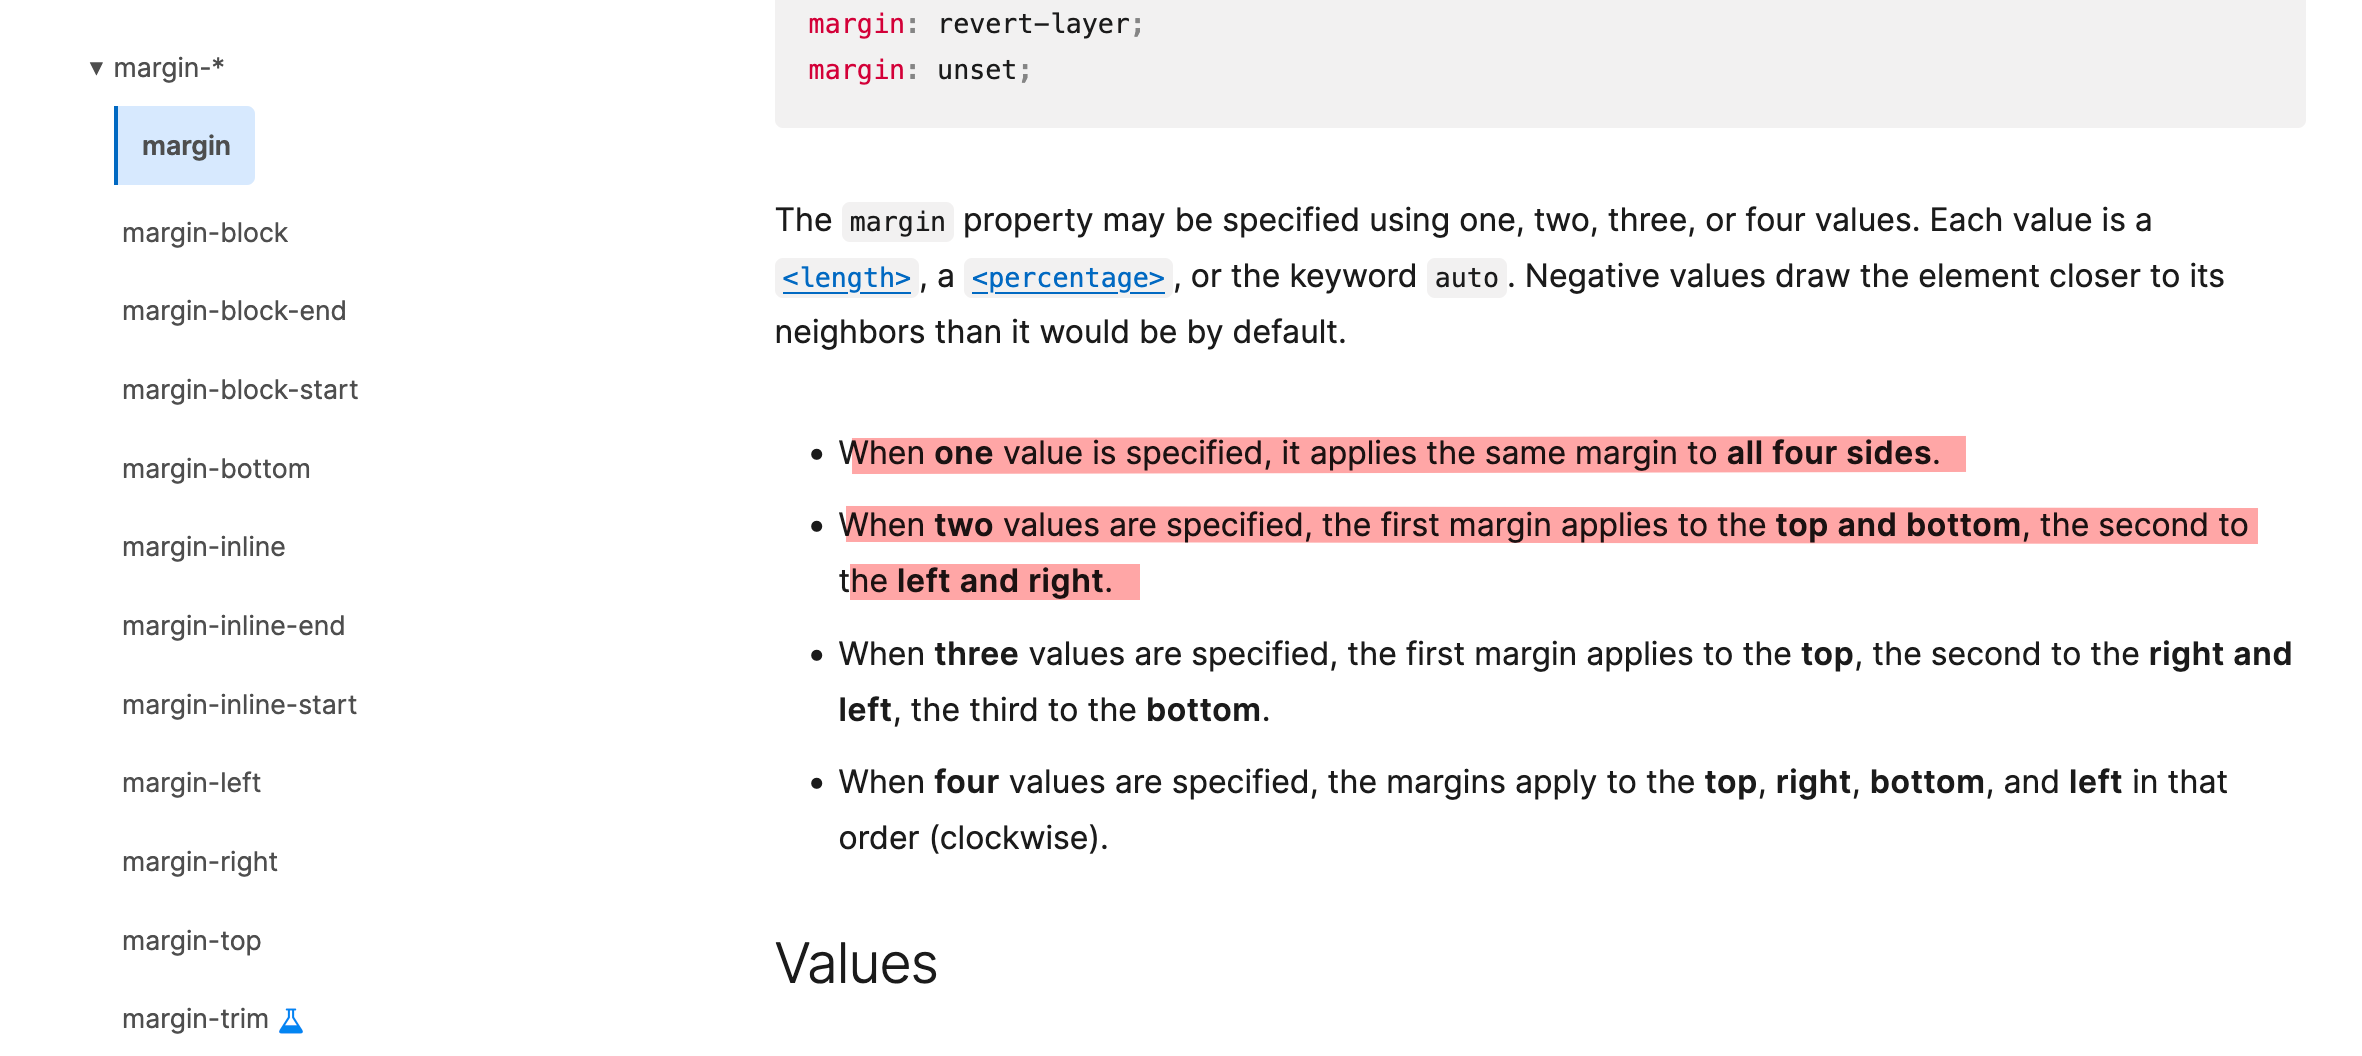 ▼ margin-*
margin
margin-block
margin-block-end
margin-block-start
margin-bottom
margin-inline
margin-inline-end
margin-inline-start
margin-left
margin-right
margin-top
margin-trim
margin: revert-layer;
margin: unset;
The margin property may be specified using one, two, three, or four values. Each value is a
<length>, a <percentage>, or the keyword auto. Negative values draw the element closer to its
neighbors than it would be by default.
• When one value is specified, it applies the same margin to all four sides.
• When two values are specified, the first margin applies to the top and bottom, the second to
the left and right.
• When three values are specified, the first margin applies to the top, the second to the right and
left, the third to the bottom.
• When four values are specified, the margins apply to the top, right, bottom, and left in that
order (clockwise).
Values